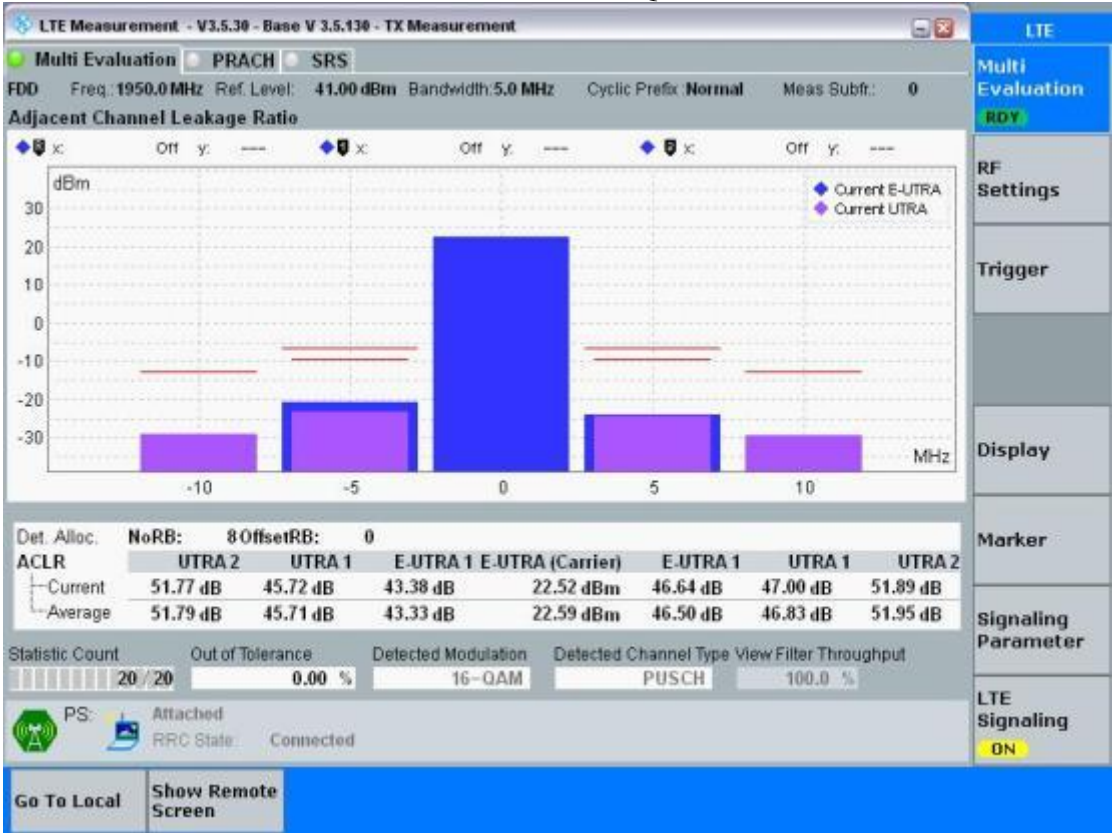 LTE Measurement - V3.5.30 - Base V 3.5.130 - TX Measurement
LTE
Multi Evaluation PRACH SRS
Multi Evaluation
RDY
FDD Freq.: 1950.0 MHz Ref. Level: 41.00 dBm Bandwidth: 5.0 MHz Cyclic Prefix: Normal Meas Subfr.: 0
Adjacent Channel Leakage Ratio
x: Off y: --- x: Off y: --- x: Off y: ---
dBm
Current E-UTRA
Current UTRA
30
20
10
0
-10
-20
-30
MHz
-10 -5 0 5 10
RF Settings
Trigger
Display
Marker
Signaling Parameter
LTE Signaling
ON
Det. Alloc. NoRB: 8 OffsetRB: 0
ACLR UTRA 2 UTRA 1 E-UTRA 1 E-UTRA (Carrier) E-UTRA 1 UTRA 1 UTRA 2
Current 51.77 dB 45.72 dB 43.38 dB 22.52 dBm 46.64 dB 47.00 dB 51.89 dB
Average 51.79 dB 45.71 dB 43.33 dB 22.59 dBm 46.50 dB 46.83 dB 51.95 dB
Statistic Count Out of Tolerance Detected Modulation Detected Channel Type View Filter Throughput
20 / 20 0.00 % 16-QAM PUSCH 100.0 %
PS: Attached
RRC State: Connected
Go To Local
Show Remote Screen